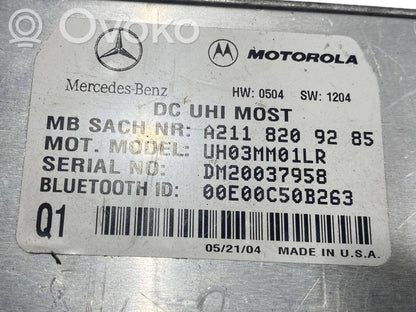 OVOKO
MOTOROLA
Mercedes-Benz HW: 0504 SW: 1204
DC UHI MOST
MB SACH NR: A211 820 92 85
MOT. MODEL: UH03MM01LR
SERIAL NO: DM20037958
BLUETOOTH ID: 00E00C50B263
Q1
05/21/04 MADE IN U.S.A.